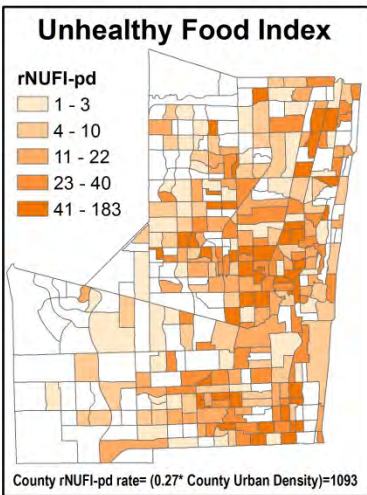 Unhealthy Food Index
rNUFI-pd
1 - 3
4 - 10
11 - 22
23 - 40
41 - 183
County rNUFI-pd rate= (0.27* County Urban Density)=1093